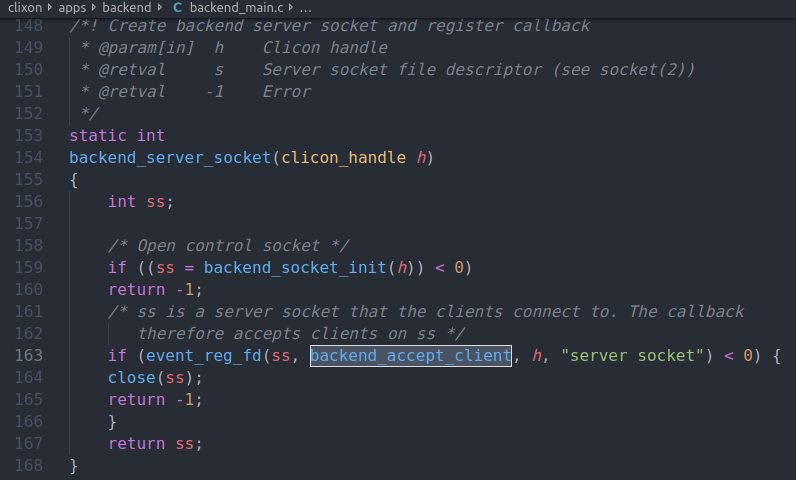 clixon > apps > backend > C backend_main.c > ...
148 /*! Create backend server socket and register callback
149  * @param[in]  h    Clicon handle
150  * @retval     s    Server socket file descriptor (see socket(2))
151  * @retval    -1    Error
152  */
153 static int
154 backend_server_socket(clicon_handle h)
155 {
156     int ss;
157
158     /* Open control socket */
159     if ((ss = backend_socket_init(h)) < 0)
160     return -1;
161     /* ss is a server socket that the clients connect to. The callback
162        therefore accepts clients on ss */
163     if (event_reg_fd(ss, backend_accept_client, h, "server socket") < 0) {
164     close(ss);
165     return -1;
166     }
167     return ss;
168 }